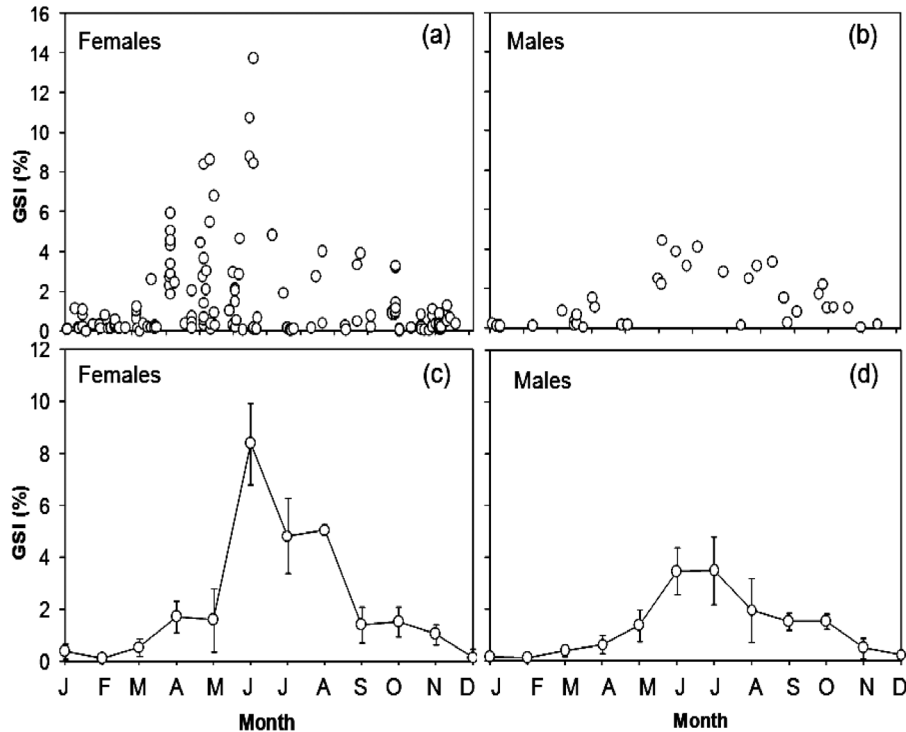 16
14
12
10
8
6
4
2
0
GSI (%)
Females
(a)
Males
(b)
12
10
8
6
4
2
0
GSI (%)
Females
(c)
Males
(d)
J F M A M J J A S O N D
Month
J F M A M J J A S O N D
Month